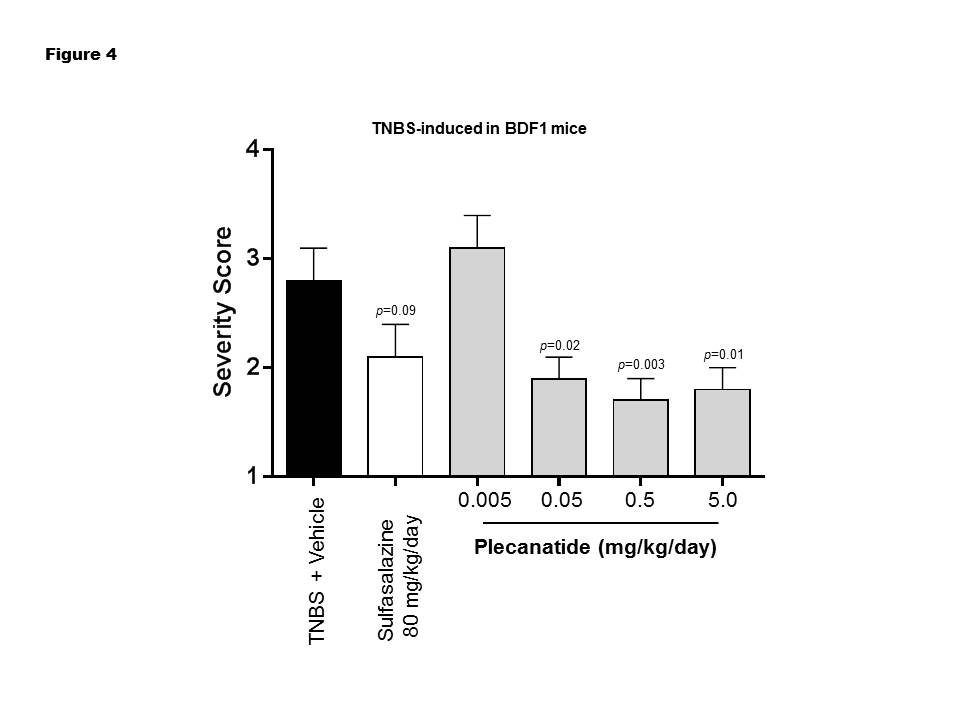 Figure 4
TNBS-induced in BDF1 mice
Severity Score
4
3
2
1
p=0.09
p=0.02
p=0.003
p=0.01
TNBS + Vehicle
Sulfasalazine
80 mg/kg/day
0.005 0.05 0.5 5.0
Plecanatide (mg/kg/day)